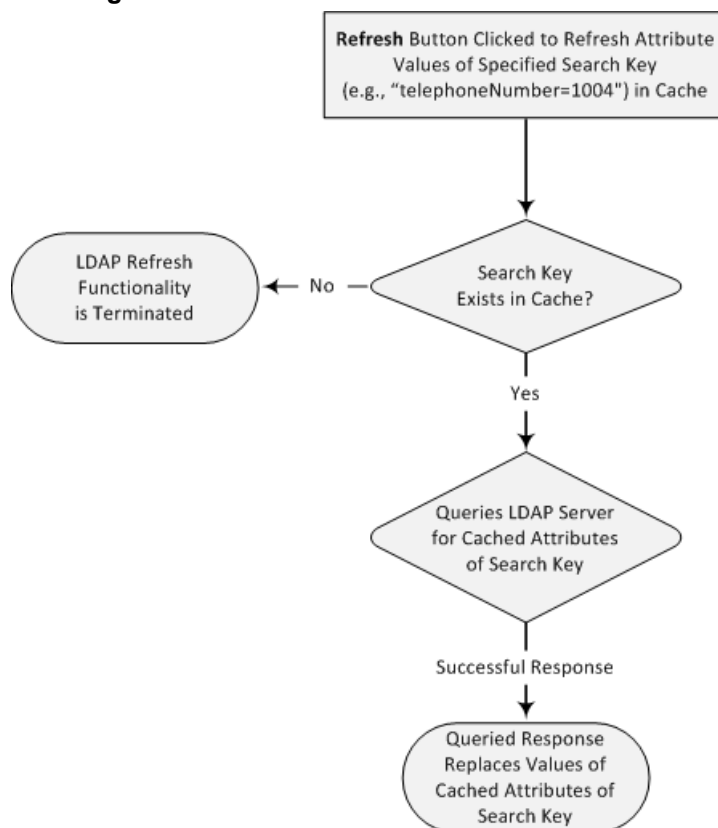 Refresh Button Clicked to Refresh Attribute
Values of Specified Search Key
(e.g., “telephoneNumber=1004") in Cache
LDAP Refresh
Functionality
is Terminated
No
Search Key
Exists in Cache?
Yes
Queries LDAP Server
for Cached Attributes
of Search Key
Successful Response
Queried Response
Replaces Values of
Cached Attributes of
Search Key